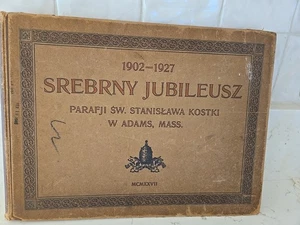 1902–1927
SREBRNY JUBILEUSZ
PARAFJI ŚW. STANISŁAWA KOSTKI
W ADAMS, MASS.
MCMXXVII